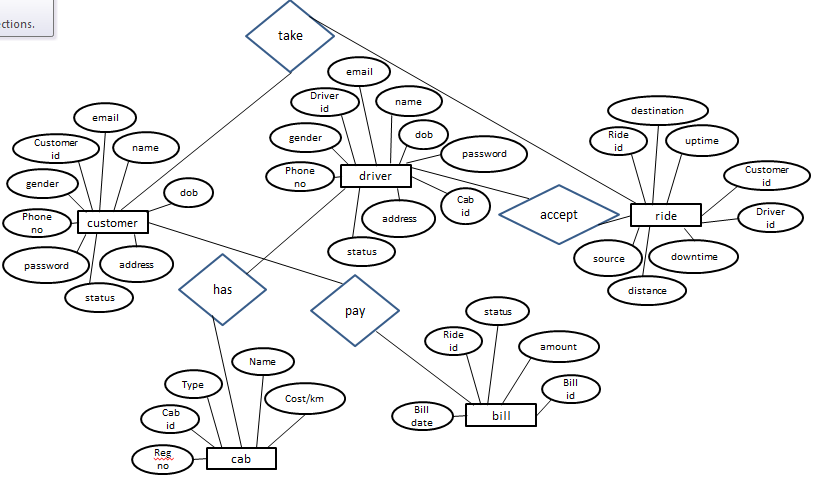 ctions.
take
email
Driver
id
name
gender
dob
password
Phone
no
driver
Cab
id
address
status
email
Customer
id
name
gender
dob
Phone
no
customer
password
address
status
destination
Ride
id
uptime
Customer
id
accept
ride
Driver
id
source
downtime
distance
has
pay
status
Ride
id
amount
Bill
id
Bill
date
bill
Name
Type
Cost/km
Cab
id
Reg
no
cab